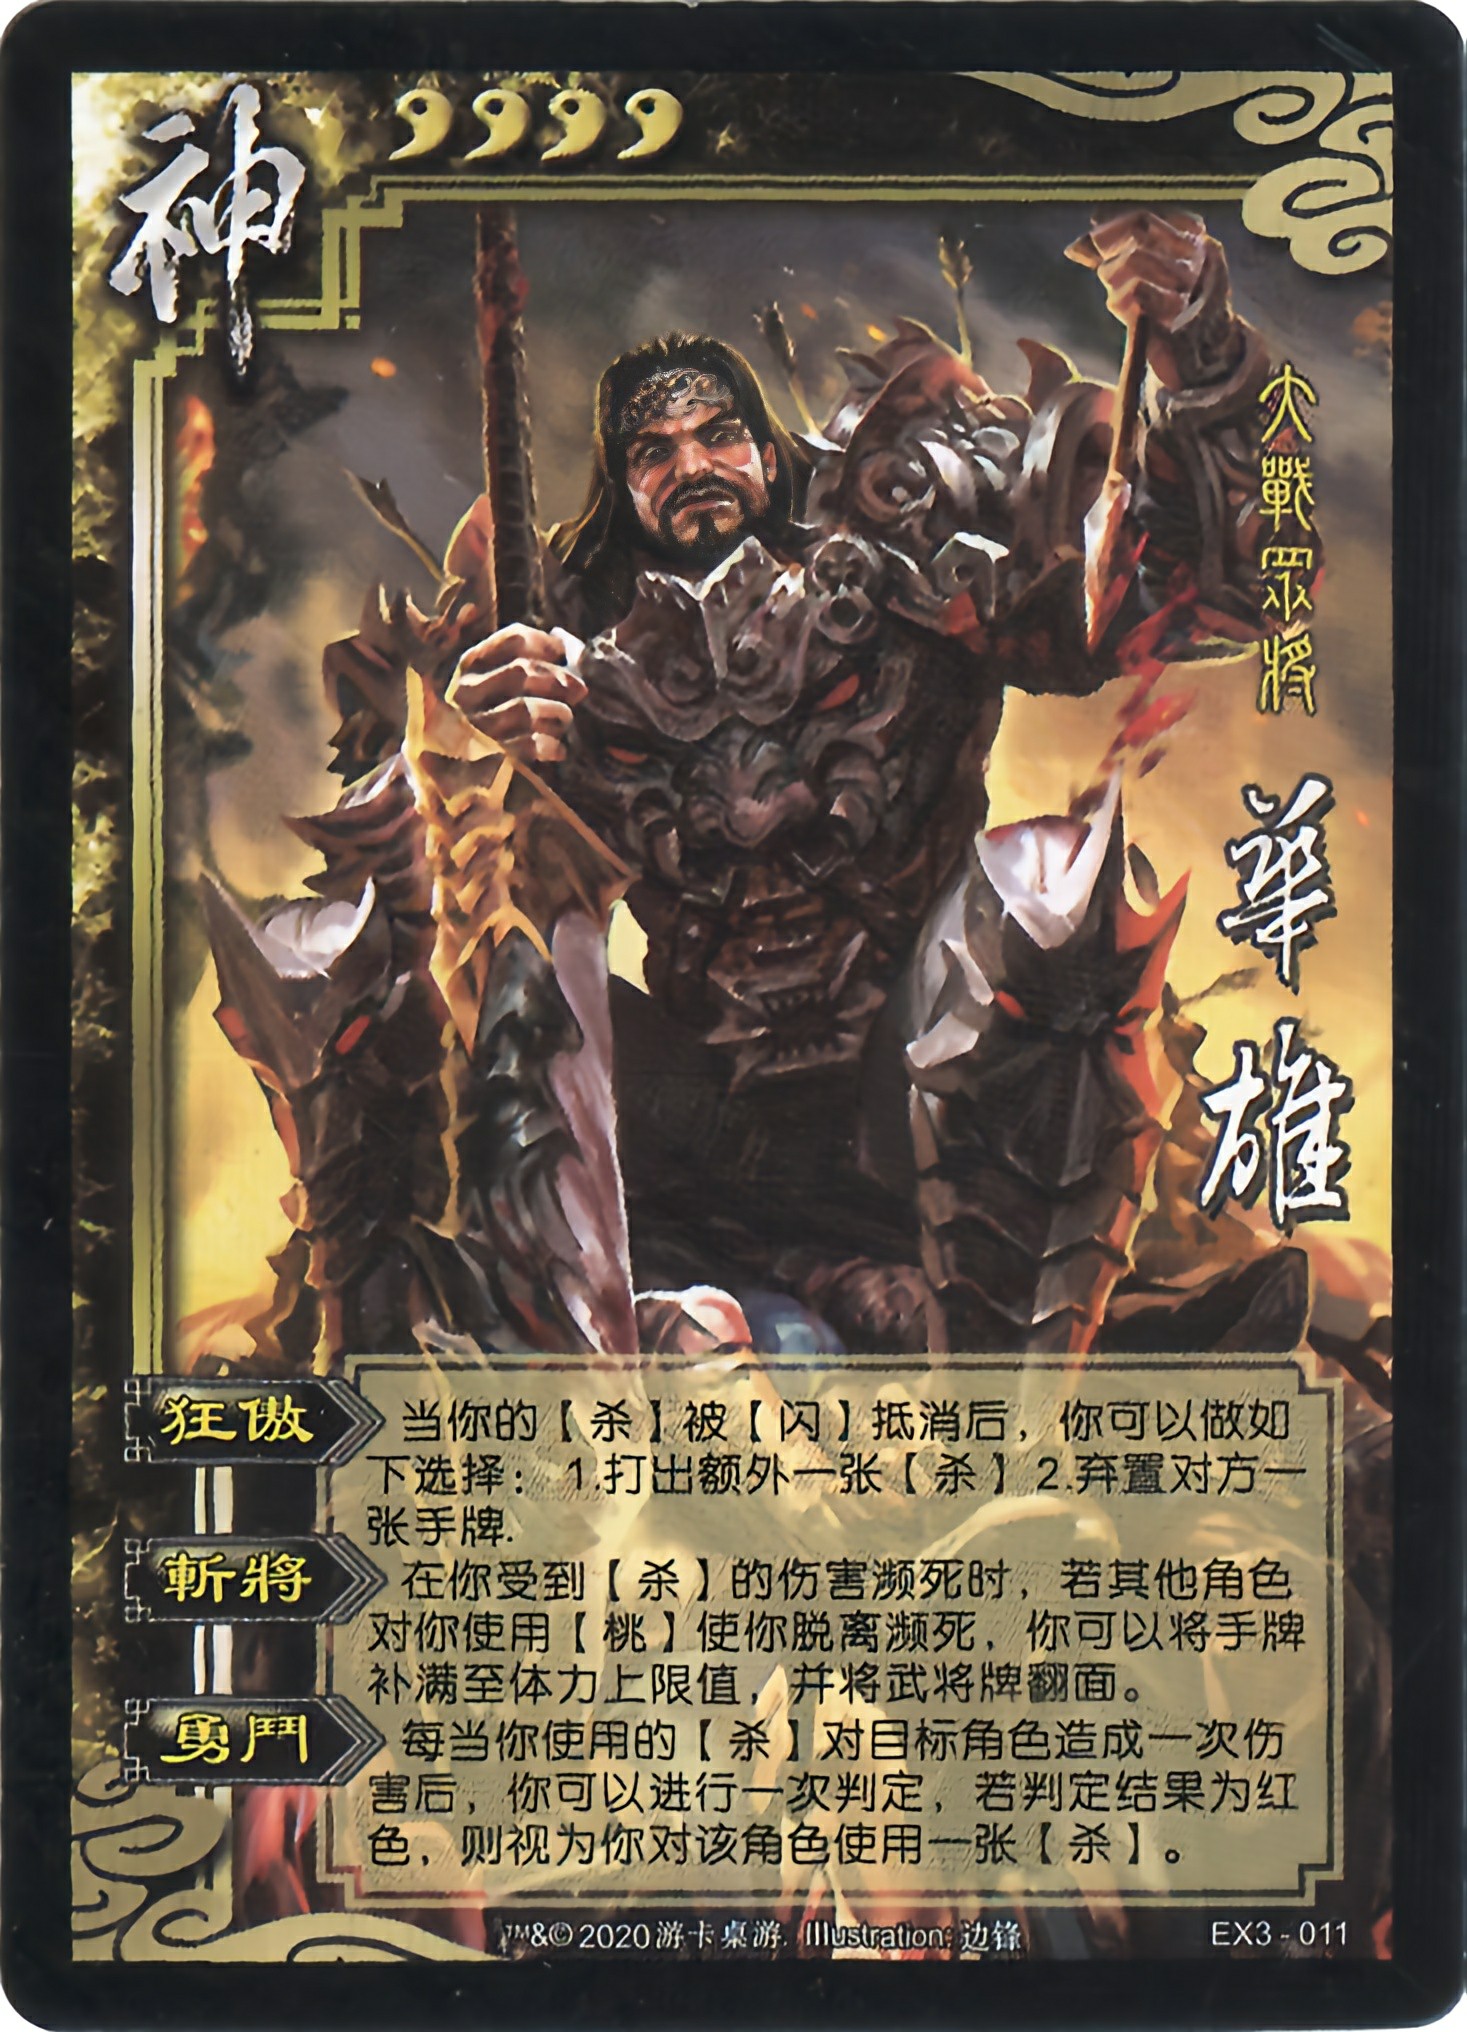 神
大戰眾將
華雄
狂傲
当你的【杀】被【闪】抵消后，你可以做如
下选择： 1.打出额外一张【杀】2.弃置对方一
张手牌.
斬將
在你受到【杀】的伤害濒死时，若其他角色
对你使用【桃】使你脱离濒死，你可以将手牌
补满至体力上限值，并将武将牌翻面。
勇鬥
每当你使用的【杀】对目标角色造成一次伤
害后，你可以进行一次判定，若判定结果为红
色，则视为你对该角色使用一张【杀】。
™&© 2020 游卡桌游. Illustration: 边锋
EX3 - 011